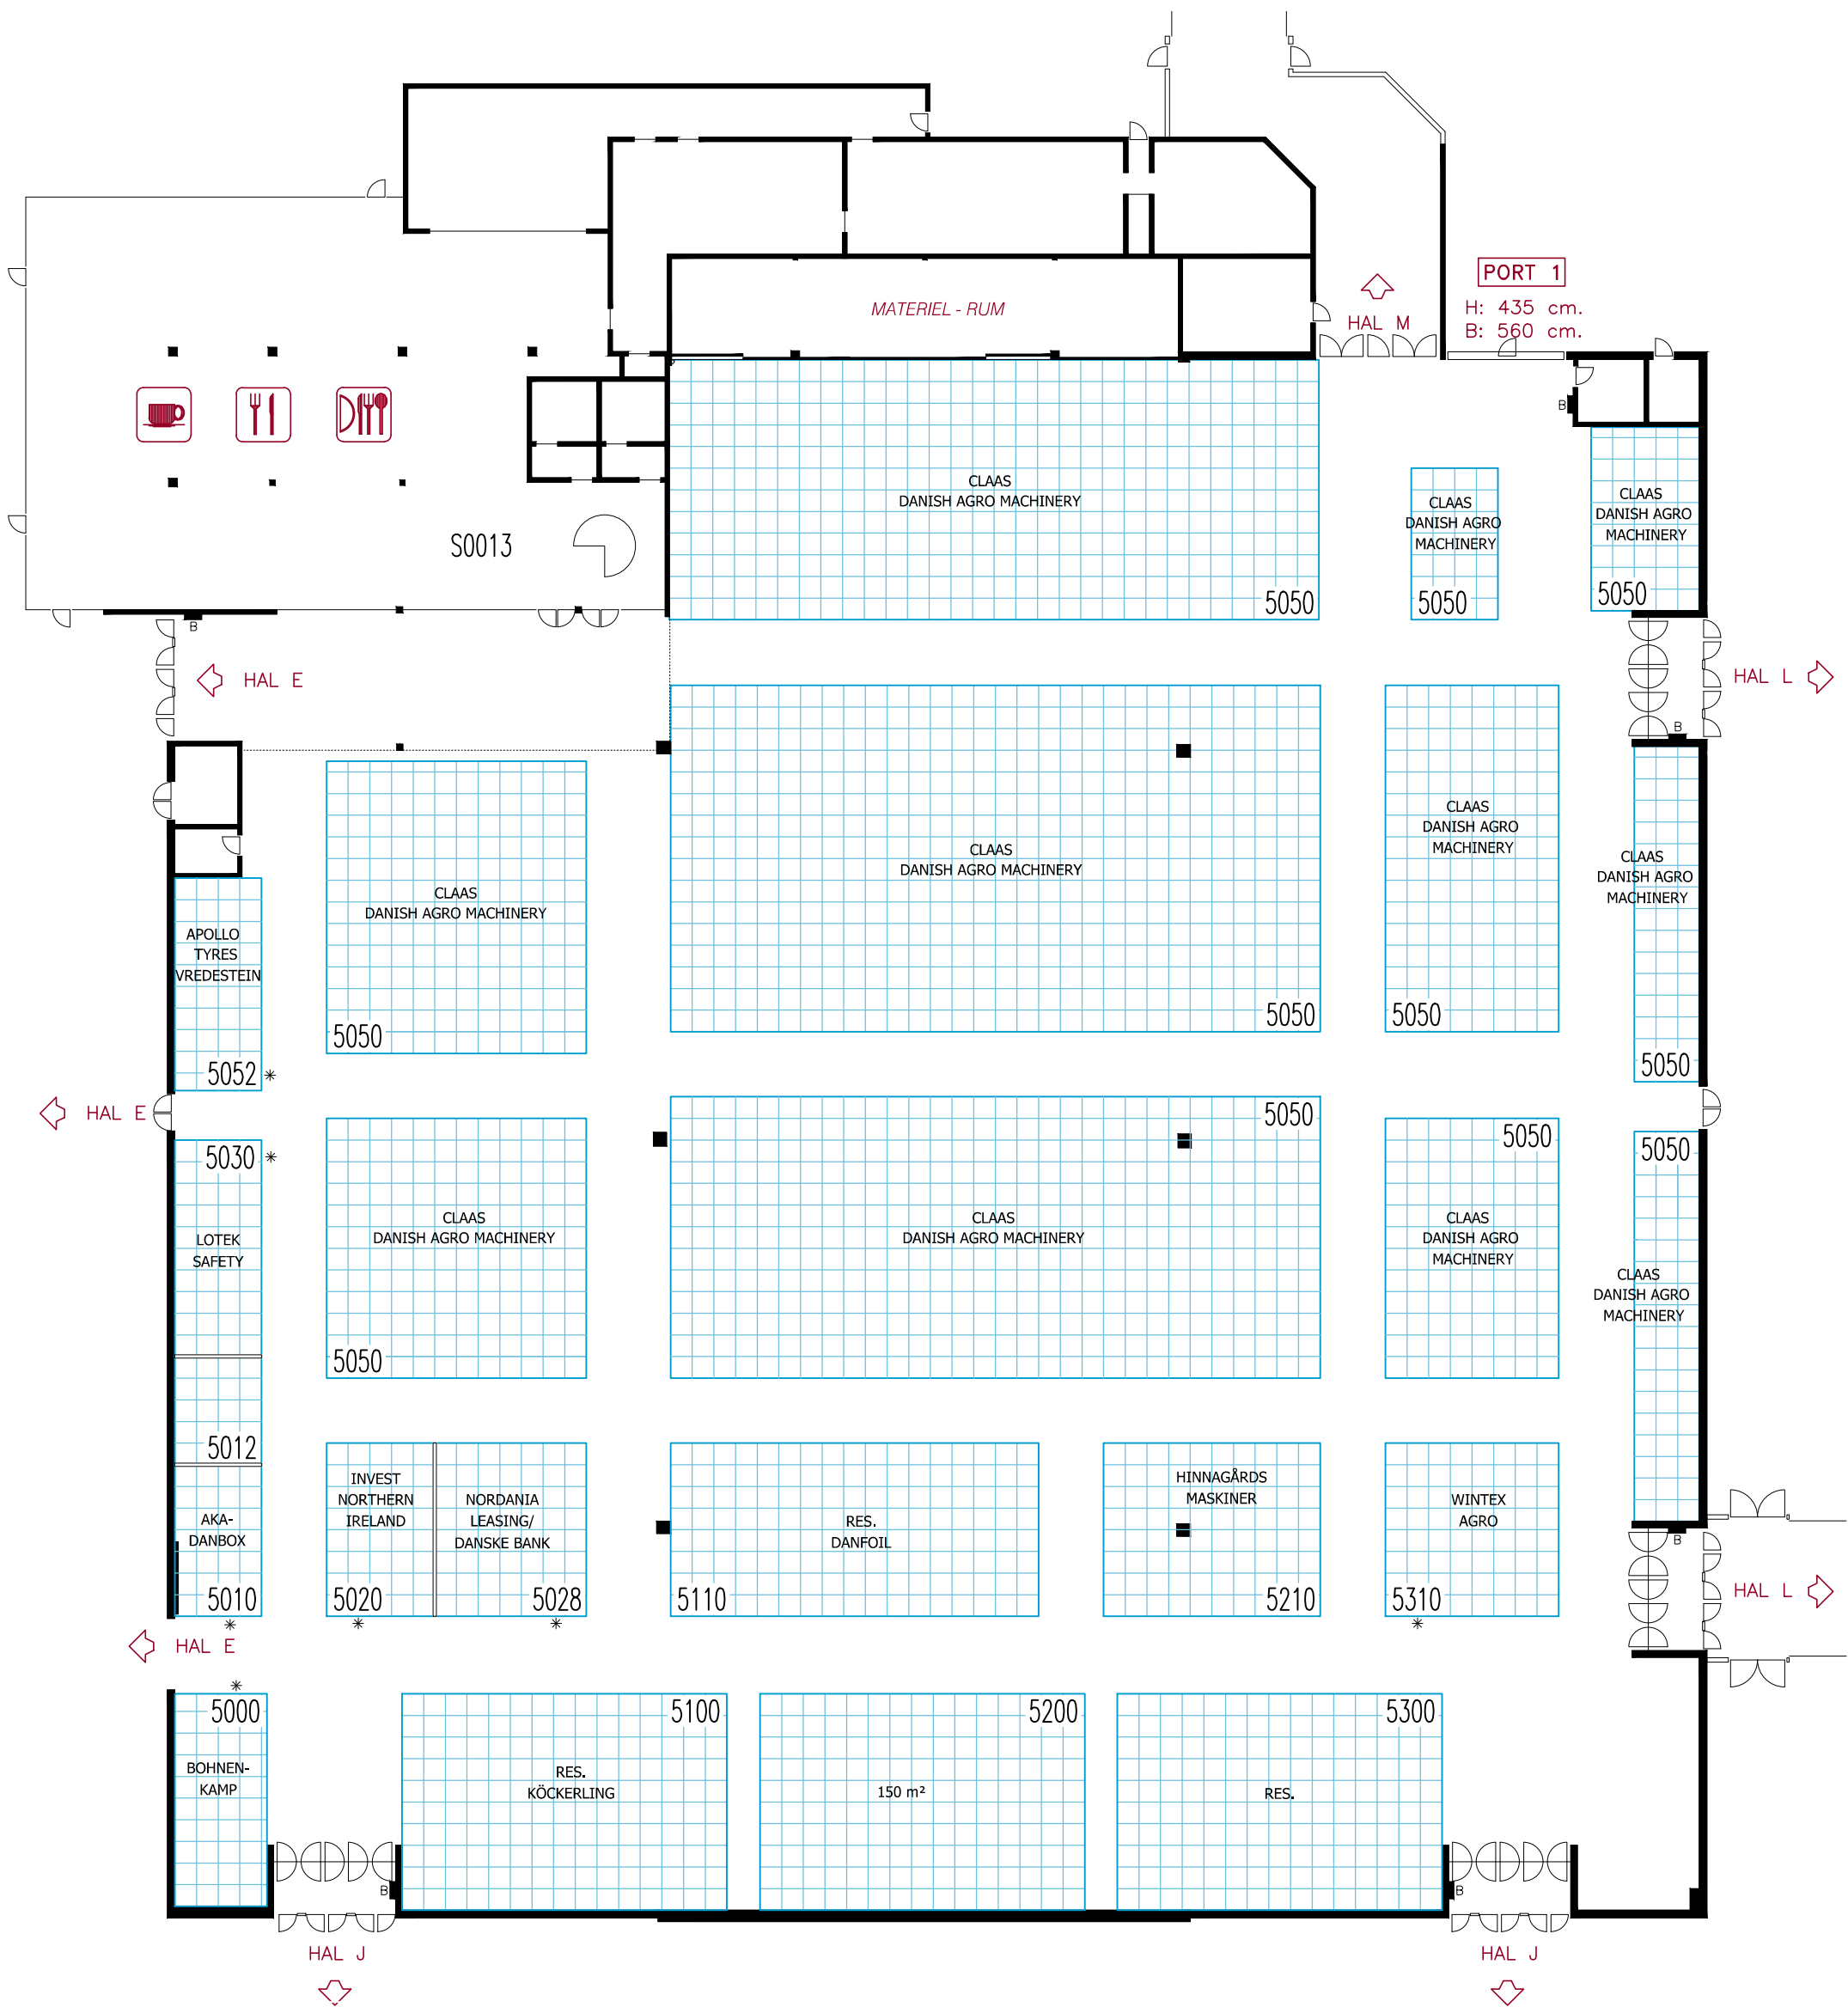 PORT 1
H: 435 cm.
B: 560 cm.
MATERIEL - RUM
HAL M
B
CLAAS
DANISH AGRO MACHINERY
5050
CLAAS
DANISH AGRO
MACHINERY
5050
CLAAS
DANISH AGRO
MACHINERY
5050
S0013
B
HAL E
HAL L
B
CLAAS
DANISH AGRO MACHINERY
5050
CLAAS
DANISH AGRO MACHINERY
5050
CLAAS
DANISH AGRO
MACHINERY
5050
CLAAS
DANISH AGRO
MACHINERY
5050
APOLLO
TYRES
VREDESTEIN
5052 *
HAL E
5030 *
LOTEK
SAFETY
5012
CLAAS
DANISH AGRO MACHINERY
5050
5050
CLAAS
DANISH AGRO MACHINERY
5050
CLAAS
DANISH AGRO
MACHINERY
5050
CLAAS
DANISH AGRO
MACHINERY
AKA-
DANBOX
5010
*
INVEST
NORTHERN
IRELAND
5020
*
NORDANIA
LEASING/
DANSKE BANK
5028
*
RES.
DANFOIL
5110
HINNAGÅRDS
MASKINER
5210
WINTEX
AGRO
5310
*
B
HAL L
HAL E
*
5000
BOHNEN-
KAMP
5100
RES.
KÖCKERLING
5200
150 m²
5300
RES.
B
B
HAL J
HAL J